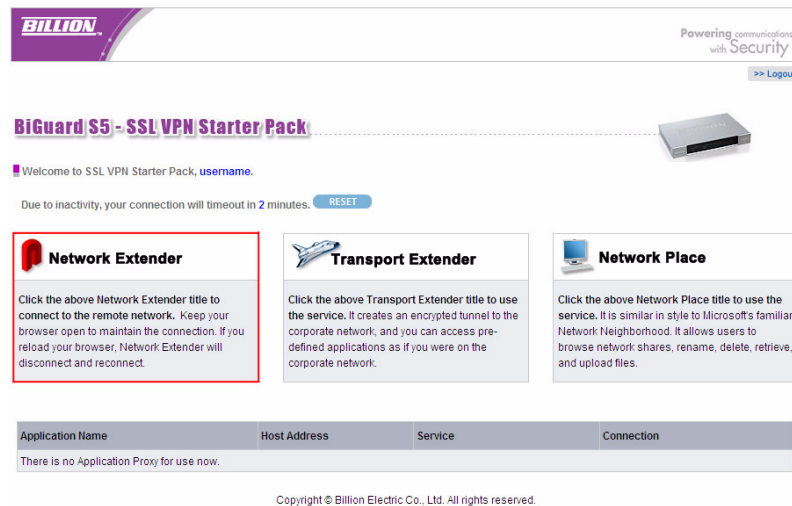 BILLION
Powering communications
with Security
>> Logou
BiGuard S5 - SSL VPN Starter Pack
Welcome to SSL VPN Starter Pack, username.
Due to inactivity, your connection will timeout in 2 minutes. RESET
Network Extender
Click the above Network Extender title to
connect to the remote network. Keep your
browser open to maintain the connection. If you
reload your browser, Network Extender will
disconnect and reconnect.
Transport Extender
Click the above Transport Extender title to use
the service. It creates an encrypted tunnel to the
corporate network, and you can access pre-
defined applications as if you were on the
corporate network.
Network Place
Click the above Network Place title to use the
service. It is similar in style to Microsoft's familiar
Network Neighborhood. It allows users to
browse network shares, rename, delete, retrieve,
and upload files.
Application Name Host Address Service Connection
There is no Application Proxy for use now.
Copyright © Billion Electric Co., Ltd. All rights reserved.